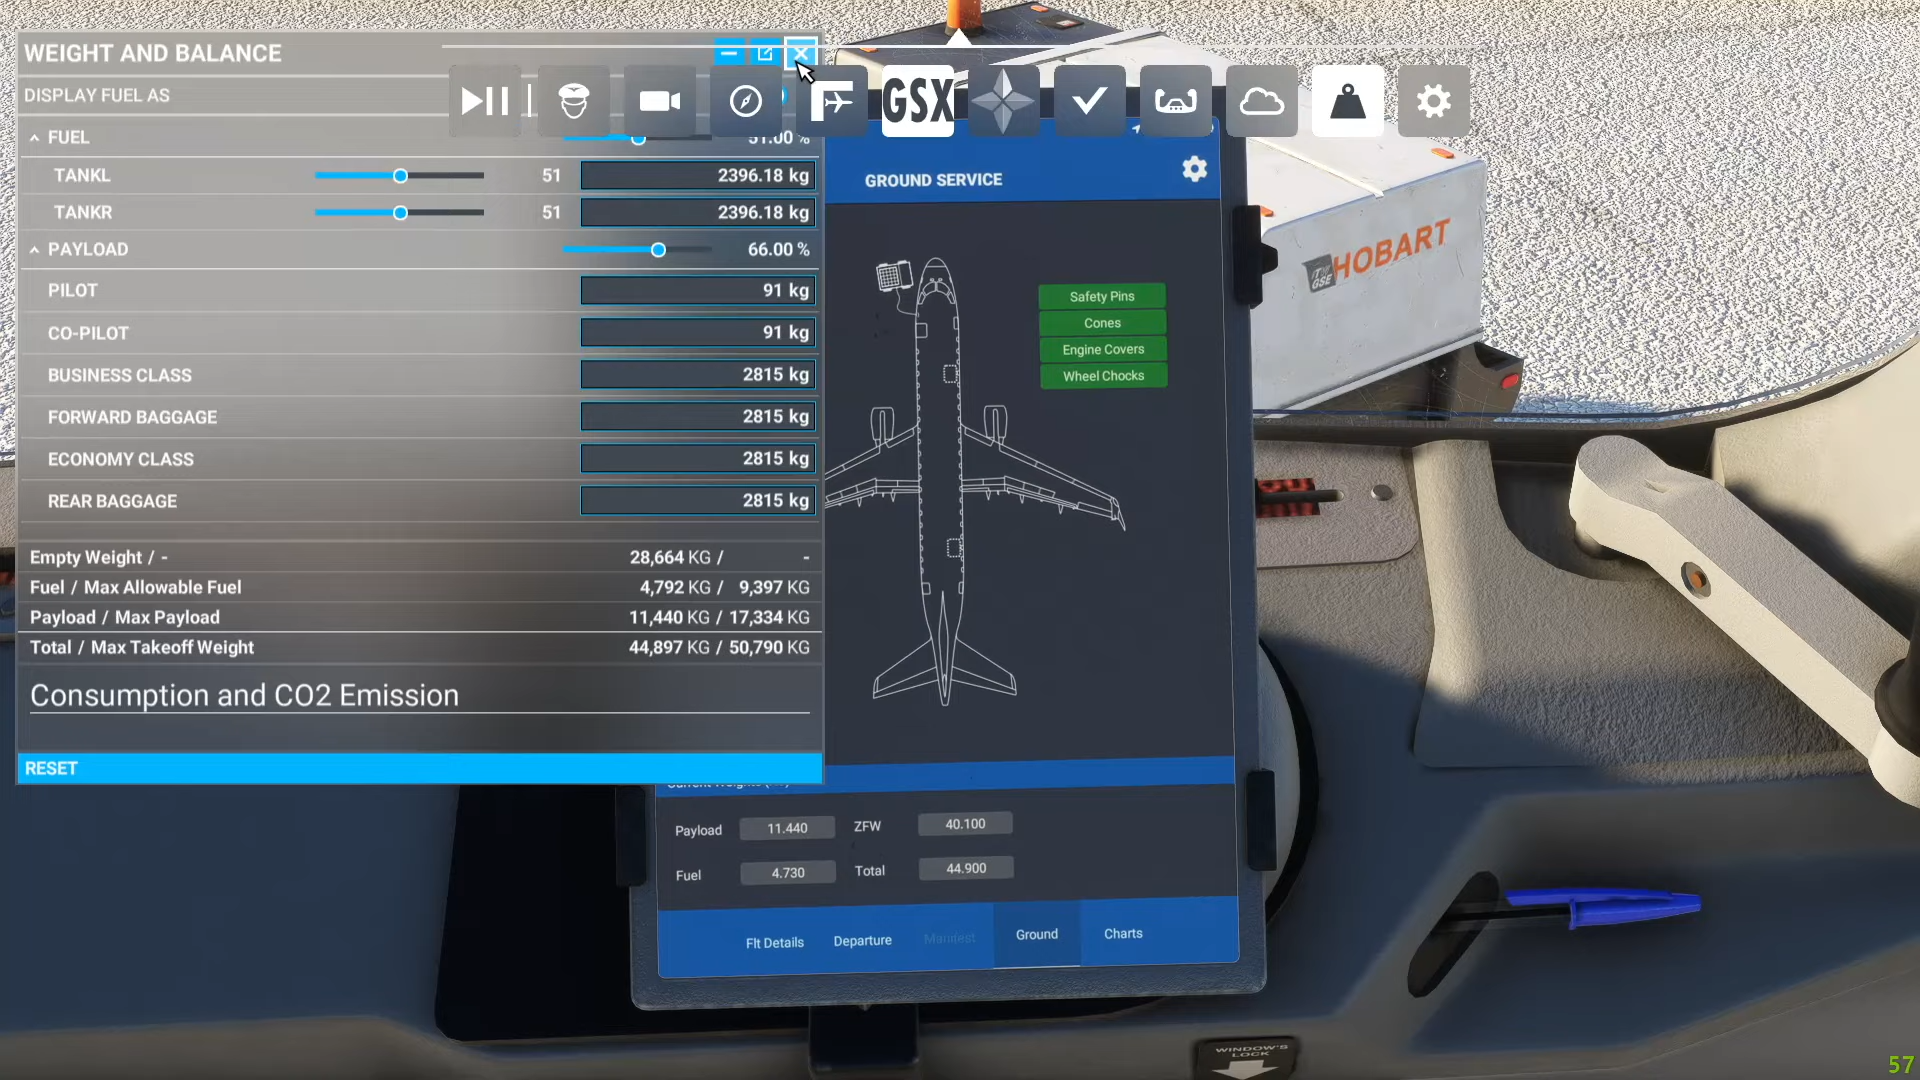 WEIGHT AND BALANCE
DISPLAY FUEL AS
GSX
FUEL 51.00 %
TANKL 51 2396.18 kg
TANKR 51 2396.18 kg
PAYLOAD 66.00 %
PILOT 91 kg
CO-PILOT 91 kg
BUSINESS CLASS 2815 kg
FORWARD BAGGAGE 2815 kg
ECONOMY CLASS 2815 kg
REAR BAGGAGE 2815 kg
Empty Weight / - 28,664 KG / -
Fuel / Max Allowable Fuel 4,792 KG / 9,397 KG
Payload / Max Payload 11,440 KG / 17,334 KG
Total / Max Takeoff Weight 44,897 KG / 50,790 KG
Consumption and CO2 Emission
RESET
GROUND SERVICE
Safety Pins
Cones
Engine Covers
Wheel Chocks
Payload 11.440 ZFW 40.100
Fuel 4.730 Total 44.900
Flt Details Departure Manifest Ground Charts
ITW GSE HOBART
WINDOW'S
LOCK
57